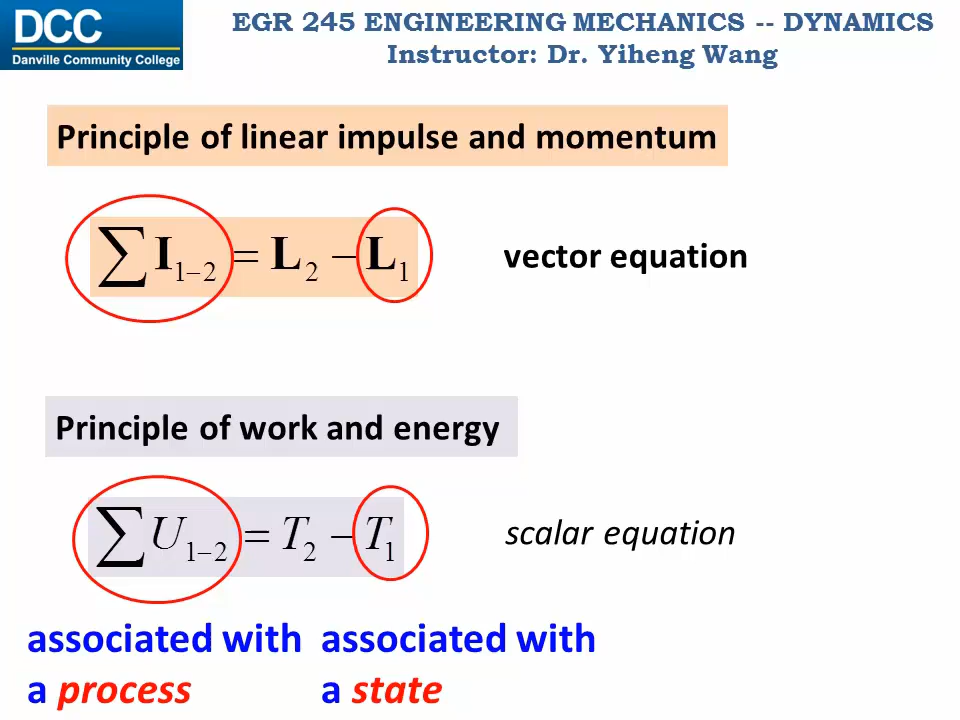 DCC
Danville Community College
EGR 245 ENGINEERING MECHANICS -- DYNAMICS
Instructor: Dr. Yiheng Wang
Principle of linear impulse and momentum
∑ I₁₋₂ = L₂ − L₁
vector equation
Principle of work and energy
∑ U₁₋₂ = T₂ − T₁
scalar equation
associated with
a process
associated with
a state